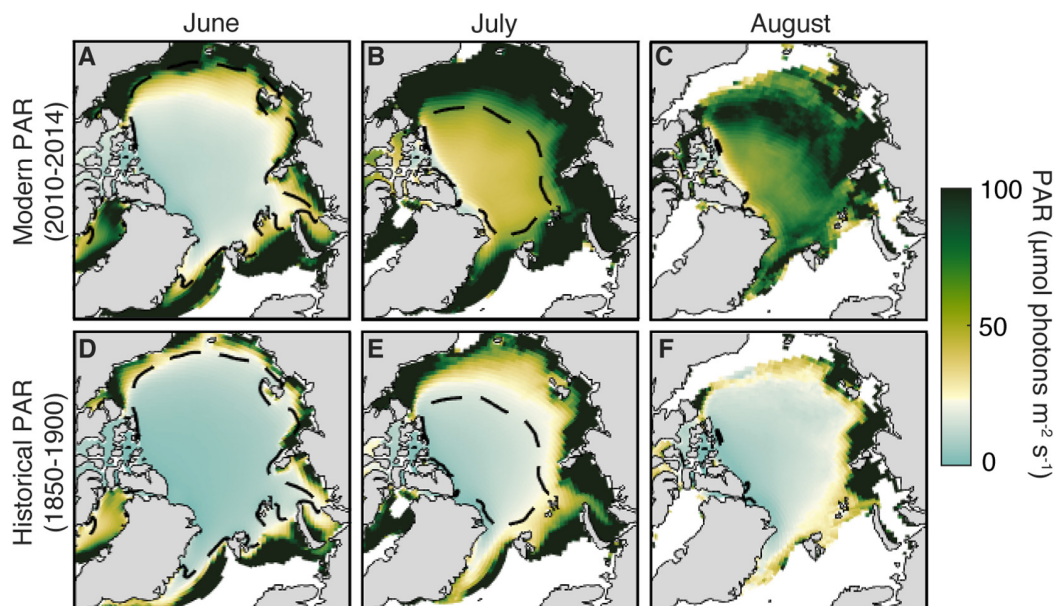 June
July
August
A
B
C
Modern PAR
(2010-2014)
D
E
F
Historical PAR
(1850-1900)
100
50
0
PAR (µmol photons m⁻² s⁻¹)